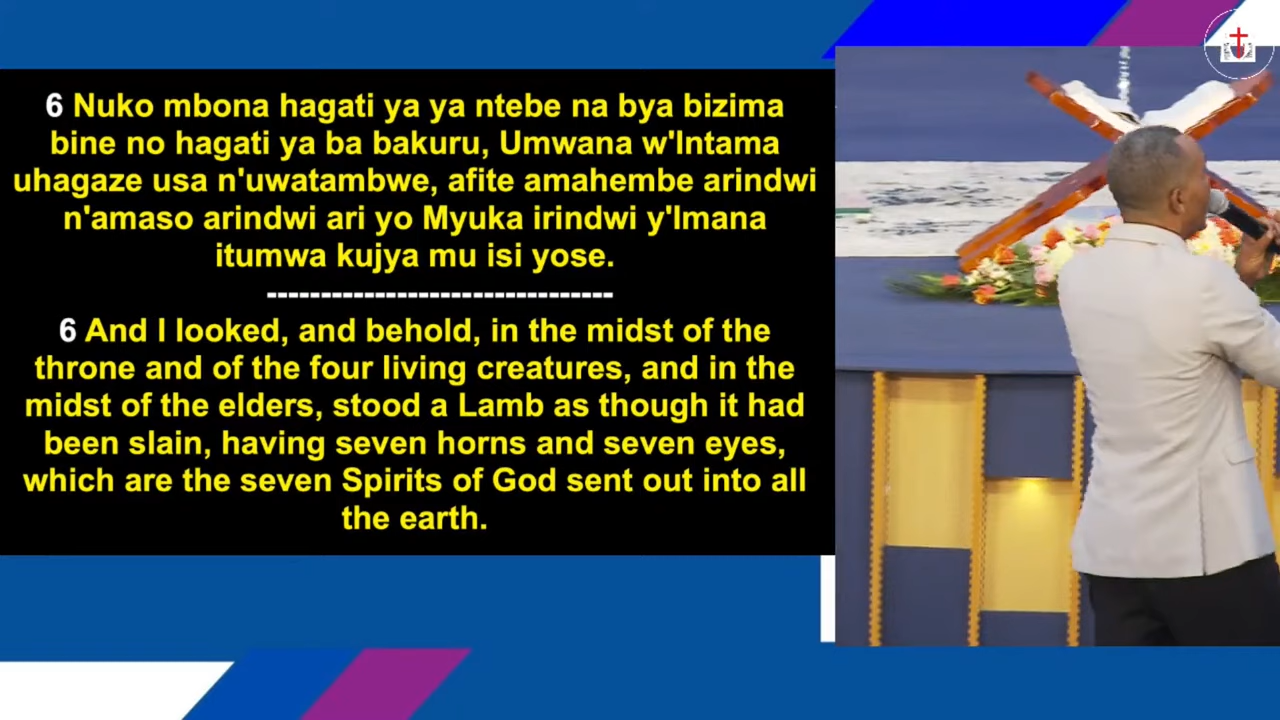 6 Nuko mbona hagati ya ya ntebe na bya bizima
bine no hagati ya ba bakuru, Umwana w'Intama
uhagaze usa n'uwatambwe, afite amahembe arindwi
n'amaso arindwi ari yo Myuka irindwi y'Imana
itumwa kujya mu isi yose.
--------------------------------
6 And I looked, and behold, in the midst of the
throne and of the four living creatures, and in the
midst of the elders, stood a Lamb as though it had
been slain, having seven horns and seven eyes,
which are the seven Spirits of God sent out into all
the earth.